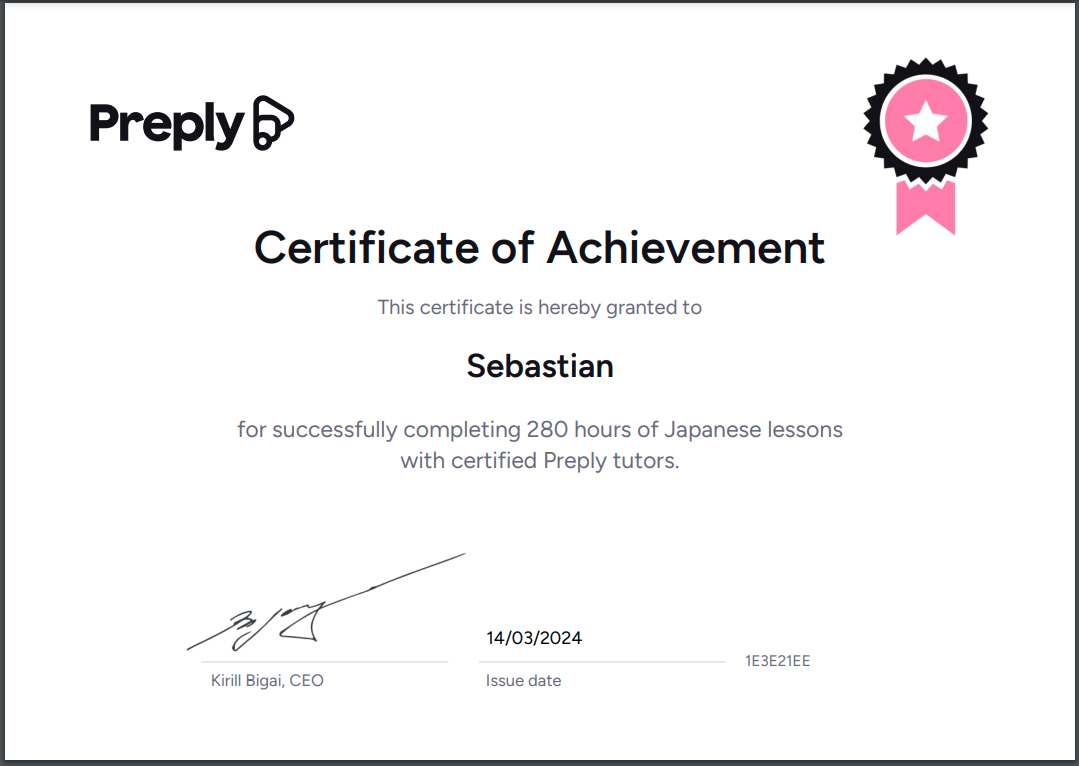 Preply
Certificate of Achievement
This certificate is hereby granted to
Sebastian
for successfully completing 280 hours of Japanese lessons
with certified Preply tutors.
14/03/2024
1E3E21EE
Kirill Bigai, CEO
Issue date